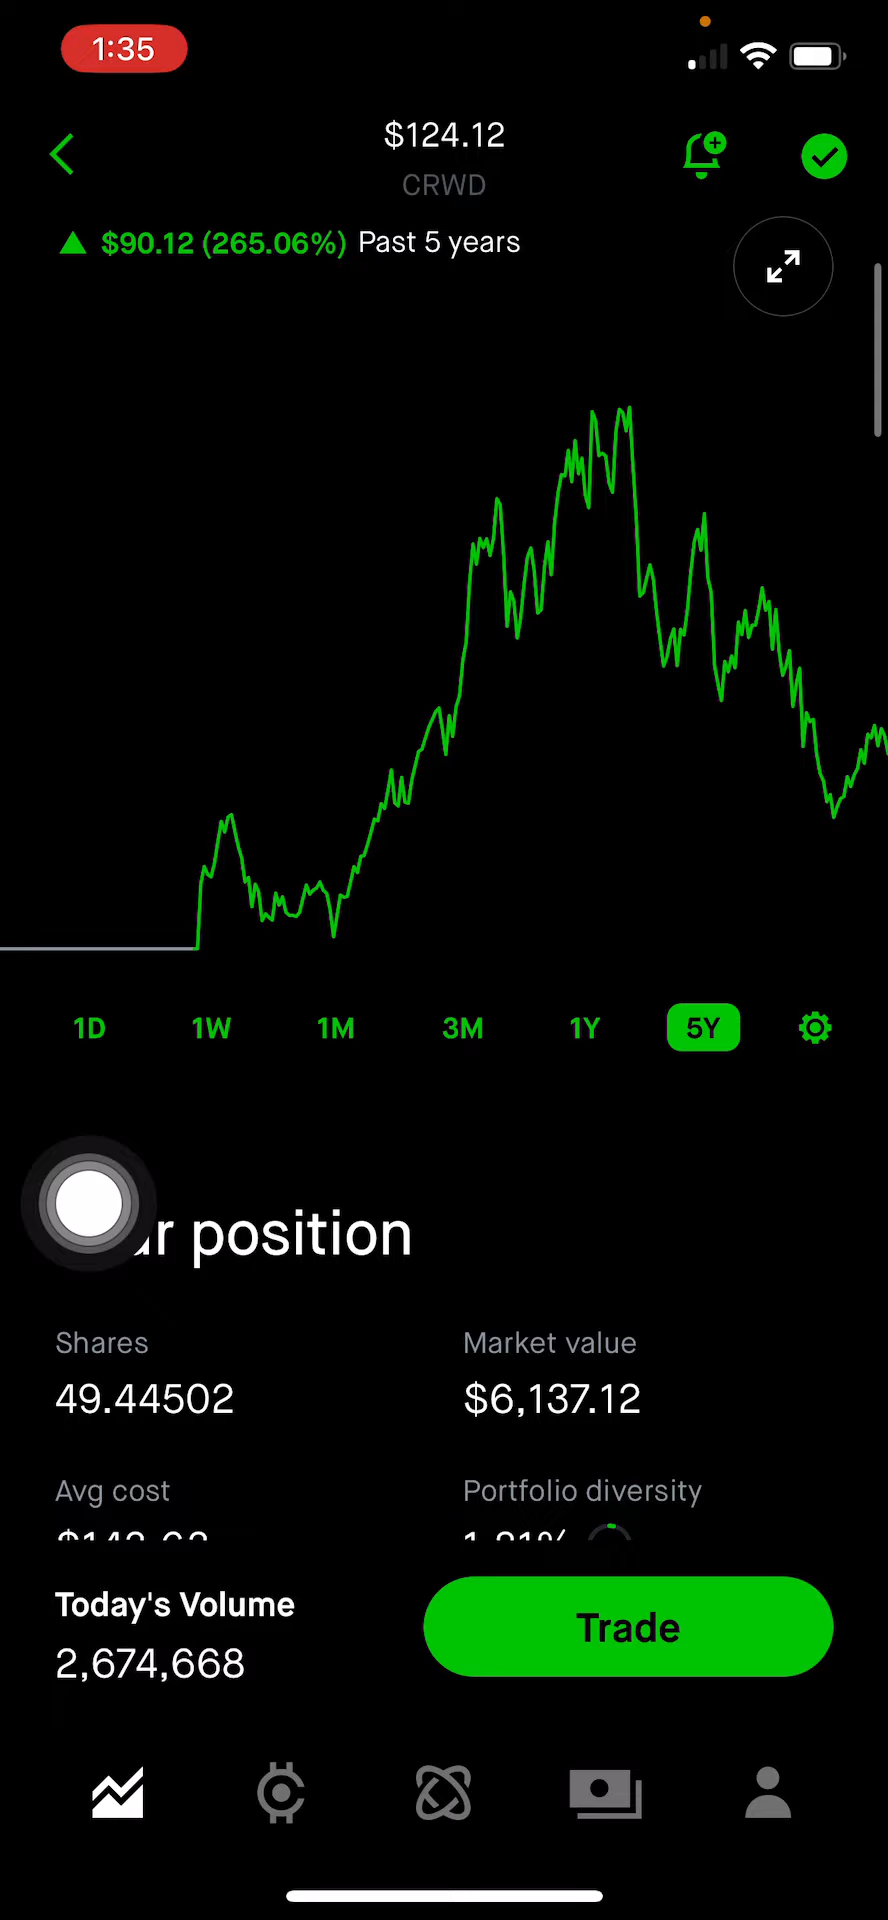 1:35
$124.12
CRWD
$90.12 (265.06%) Past 5 years
1D 1W 1M 3M 1Y 5Y
position
Shares Market value
49.44502 $6,137.12
Avg cost Portfolio diversity
Today's Volume
2,674,668
Trade